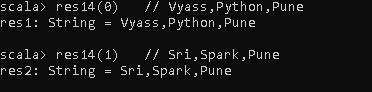 scala> res14(0)   // Vyass,Python,Pune
res1: String = Vyass,Python,Pune
scala> res14(1)   // Sri,Spark,Pune
res2: String = Sri,Spark,Pune